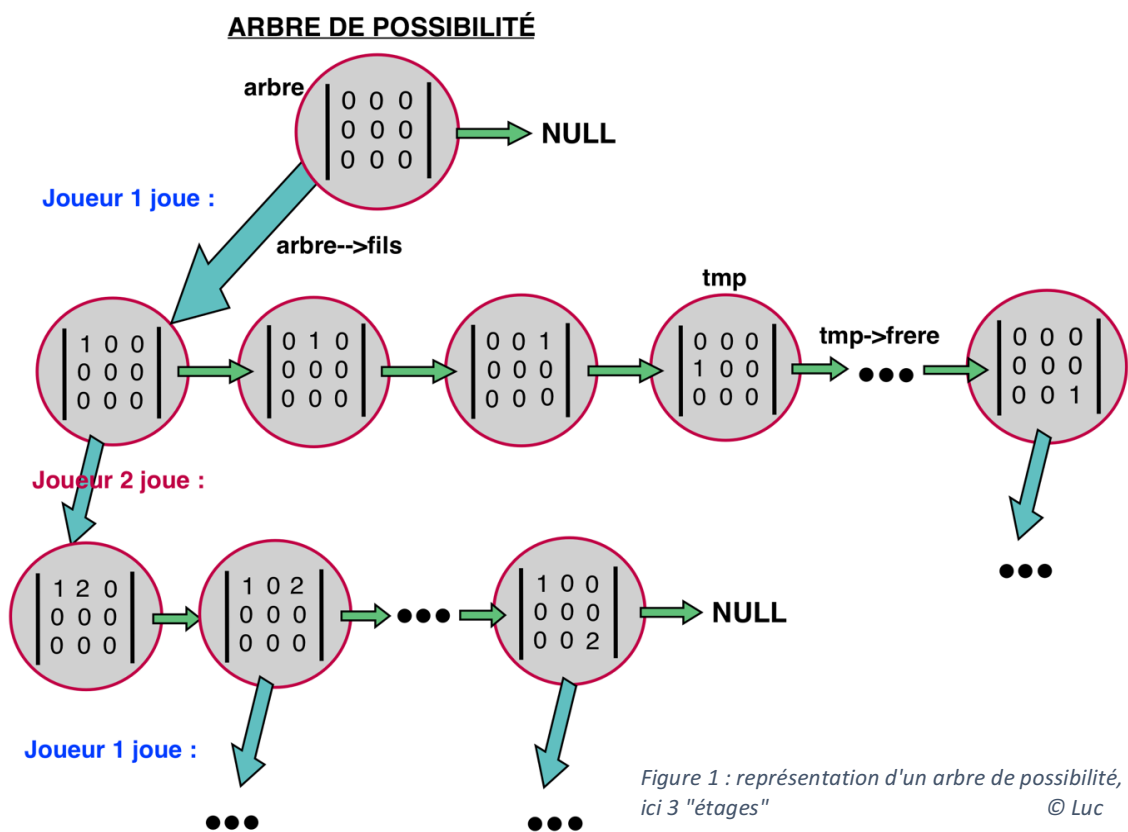 ARBRE DE POSSIBILITÉ
arbre
0 0 0
0 0 0
0 0 0
NULL
Joueur 1 joue :
arbre-->fils
tmp
tmp->frere
1 0 0
0 0 0
0 0 0
0 1 0
0 0 0
0 0 0
0 0 1
0 0 0
0 0 0
0 0 0
1 0 0
0 0 0
0 0 0
0 0 0
0 0 1
Joueur 2 joue :
1 2 0
0 0 0
0 0 0
1 0 2
0 0 0
0 0 0
1 0 0
0 0 0
0 0 2
NULL
Joueur 1 joue :
Figure 1 : représentation d'un arbre de possibilité,
ici 3 "étages" © Luc